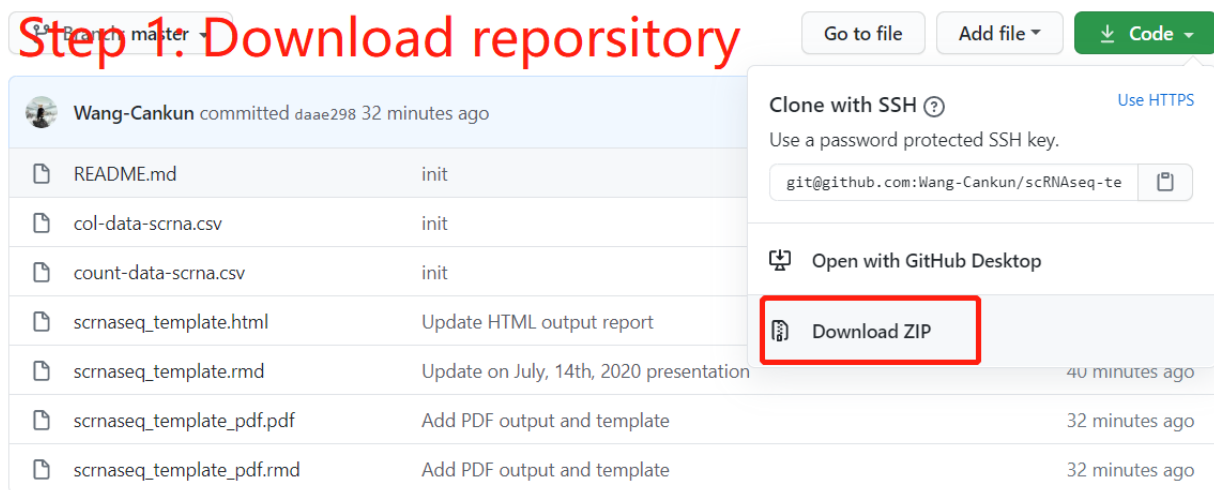 Step 1: Download reporsitory
Branch: master
Go to file
Add file
Code
Wang-Cankun committed daae298 32 minutes ago
Clone with SSH
Use HTTPS
Use a password protected SSH key.
git@github.com:Wang-Cankun/scRNAseq-te
Open with GitHub Desktop
Download ZIP
README.md init
col-data-scrna.csv init
count-data-scrna.csv init
scrnaseq_template.html Update HTML output report
scrnaseq_template.rmd Update on July, 14th, 2020 presentation 40 minutes ago
scrnaseq_template_pdf.pdf Add PDF output and template 32 minutes ago
scrnaseq_template_pdf.rmd Add PDF output and template 32 minutes ago